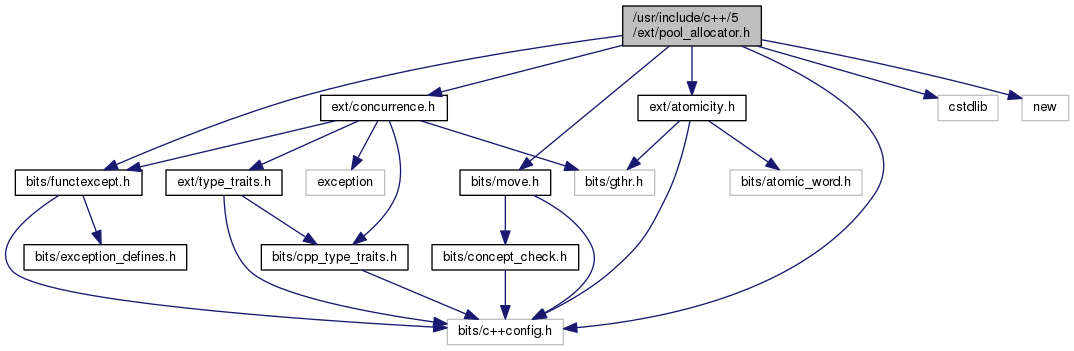 /usr/include/c++/5
/ext/pool_allocator.h
ext/concurrence.h
ext/atomicity.h
cstdlib
new
bits/functexcept.h
ext/type_traits.h
exception
bits/move.h
bits/gthr.h
bits/atomic_word.h
bits/exception_defines.h
bits/cpp_type_traits.h
bits/concept_check.h
bits/c++config.h